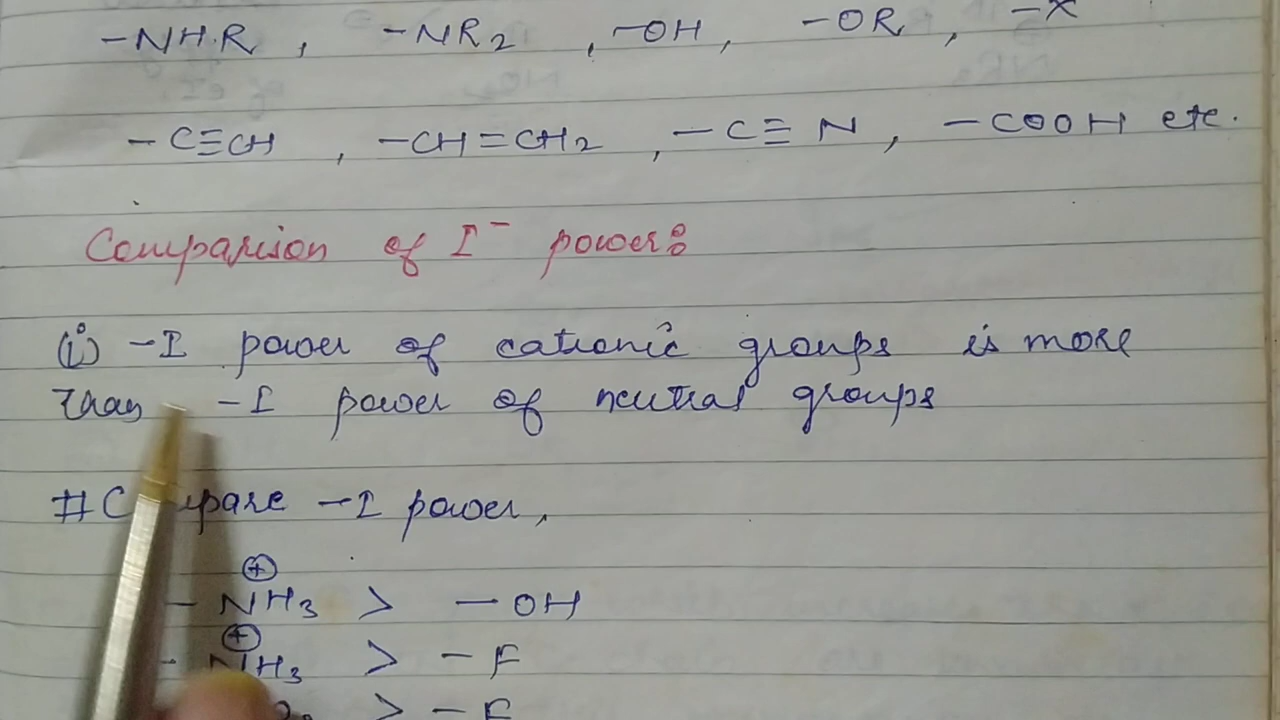 -NH.R , -NR2 , -OH , -OR , -X
-C≡CH , -CH=CH2 , -C≡N , -COOH etc.
Comparision of I⁻ power:
(i) -I power of cationic groups is more
than -I power of neutral groups
# Compare -I power,
⊕
-NH3 > -OH
⊕
-NH3 > -F
> -F